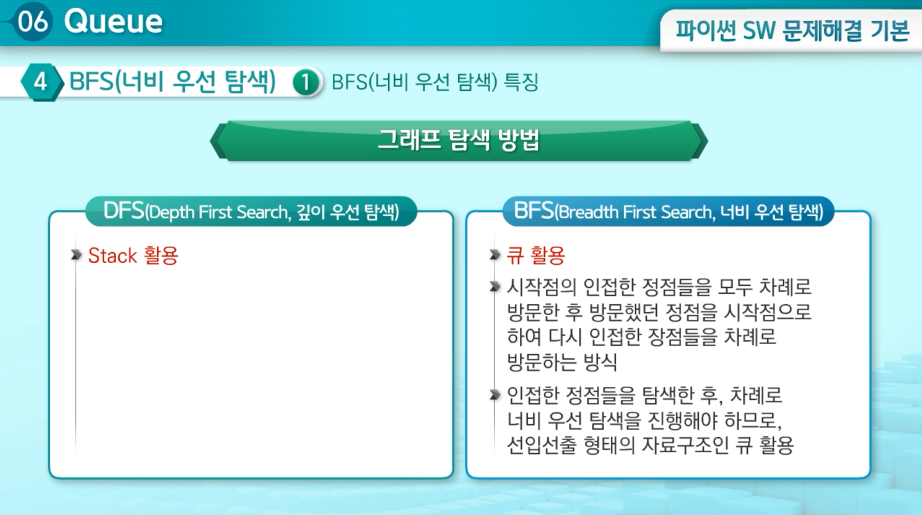 06 Queue
파이썬 SW 문제해결 기본
4 BFS(너비 우선 탐색) 1 BFS(너비 우선 탐색) 특징
그래프 탐색 방법
DFS(Depth First Search, 깊이 우선 탐색)
Stack 활용
BFS(Breadth First Search, 너비 우선 탐색)
큐 활용
시작점의 인접한 정점들을 모두 차례로
방문한 후 방문했던 정점을 시작점으로
하여 다시 인접한 장점들을 차례로
방문하는 방식
인접한 정점들을 탐색한 후, 차례로
너비 우선 탐색을 진행해야 하므로,
선입선출 형태의 자료구조인 큐 활용